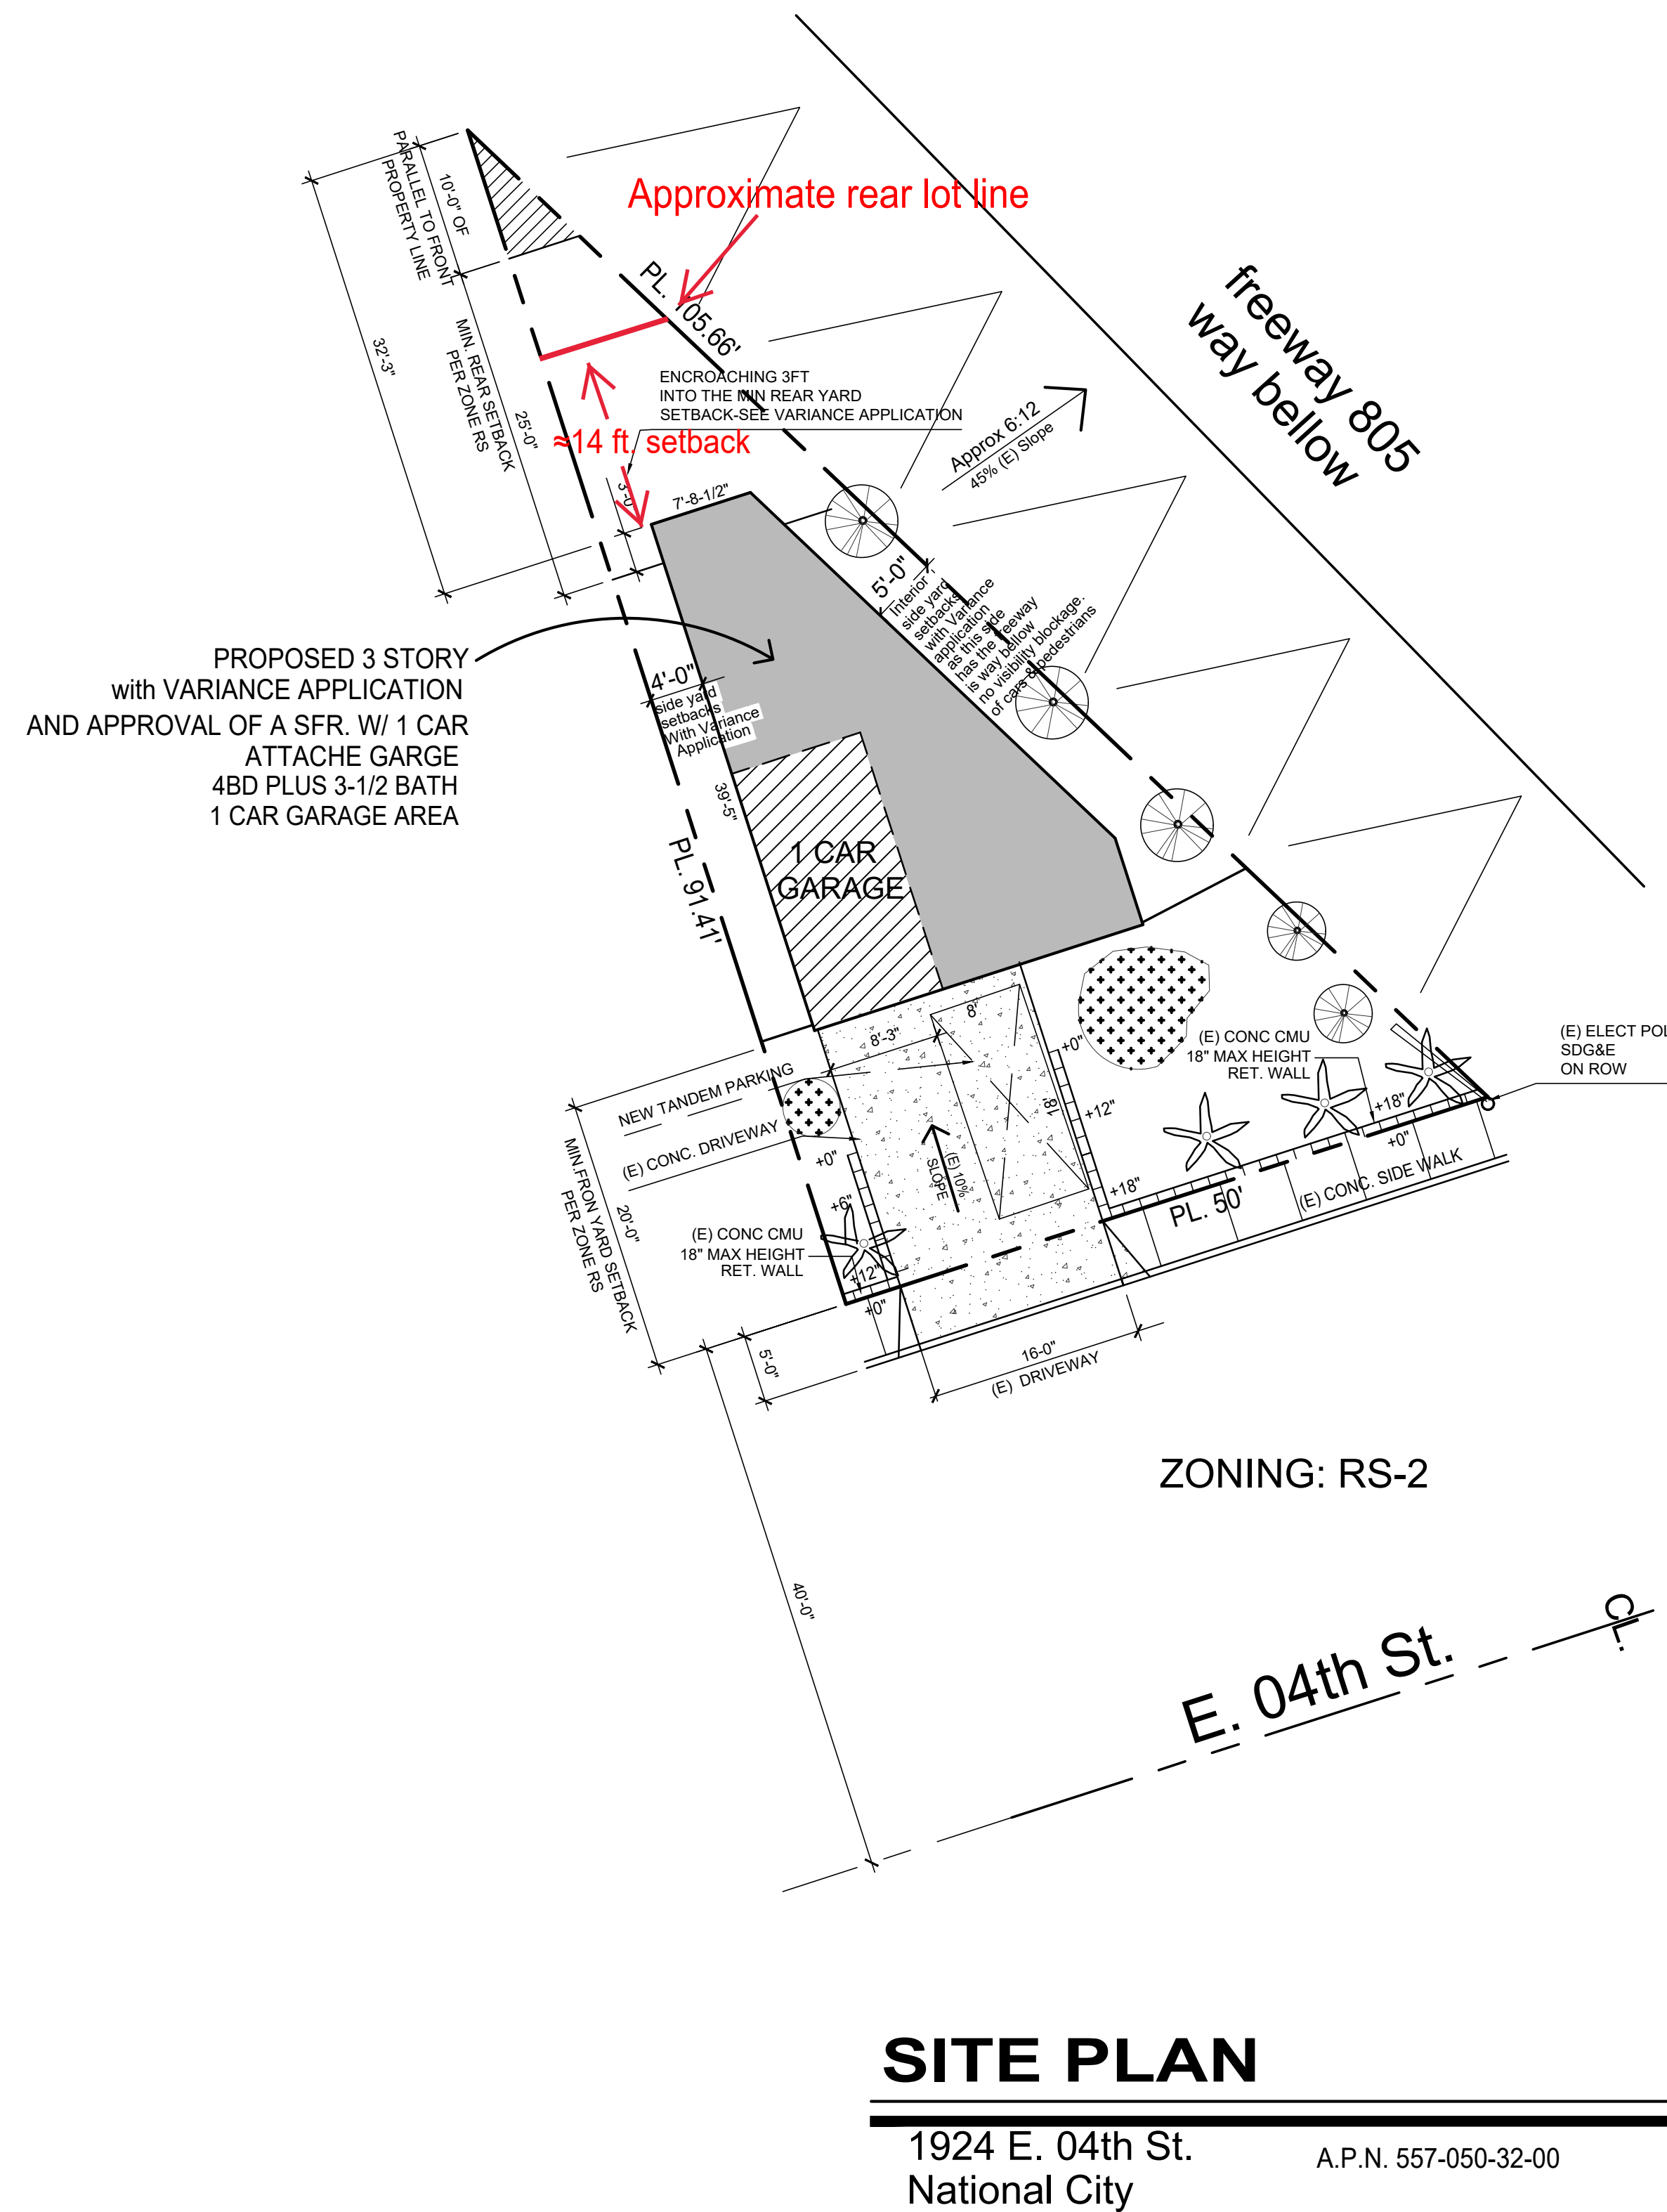 PARALLEL TO FRONT
PROPERTY LINE
10'-0" OF
32'-3"
MIN. REAR SETBACK
PER ZONE RS
25'-0"
Approximate rear lot line
PL. 105.66'
freeway 805
way bellow
ENCROACHING 3FT
INTO THE MIN REAR YARD
SETBACK-SEE VARIANCE APPLICATION
≈14 ft. setback
Approx 6:12
45% (E) Slope
3'-0"
7'-8-1/2"
5'-0"
Interior
side yard
setbacks
with Variance
application
as this side
has the freeway
is way bellow
no visibility blockage.
of cars & pedestrians
PROPOSED 3 STORY
with VARIANCE APPLICATION
AND APPROVAL OF A SFR. W/ 1 CAR
ATTACHE GARGE
4BD PLUS 3-1/2 BATH
1 CAR GARAGE AREA
4'-0"
side yard
setbacks
With Variance
Application
39'-5"
PL. 91.41'
1 CAR
GARAGE
8'-3"
8'
18'
+0"
+12"
+18"
(E) CONC CMU
18" MAX HEIGHT
RET. WALL
(E) ELECT POL
SDG&E
ON ROW
+18"
+0"
NEW TANDEM PARKING
(E) CONC. DRIVEWAY
MIN.FRON YARD SETBACK
PER ZONE RS
20'-0"
+0"
+6"
+12"
+0"
(E) CONC CMU
18" MAX HEIGHT
RET. WALL
(E) 10%
SLOPE
PL. 50'
(E) CONC. SIDE WALK
5'-0"
16-0"
(E) DRIVEWAY
ZONING: RS-2
40'-0"
E. 04th St.
CL.
SITE PLAN
1924 E. 04th St.
National City
A.P.N. 557-050-32-00